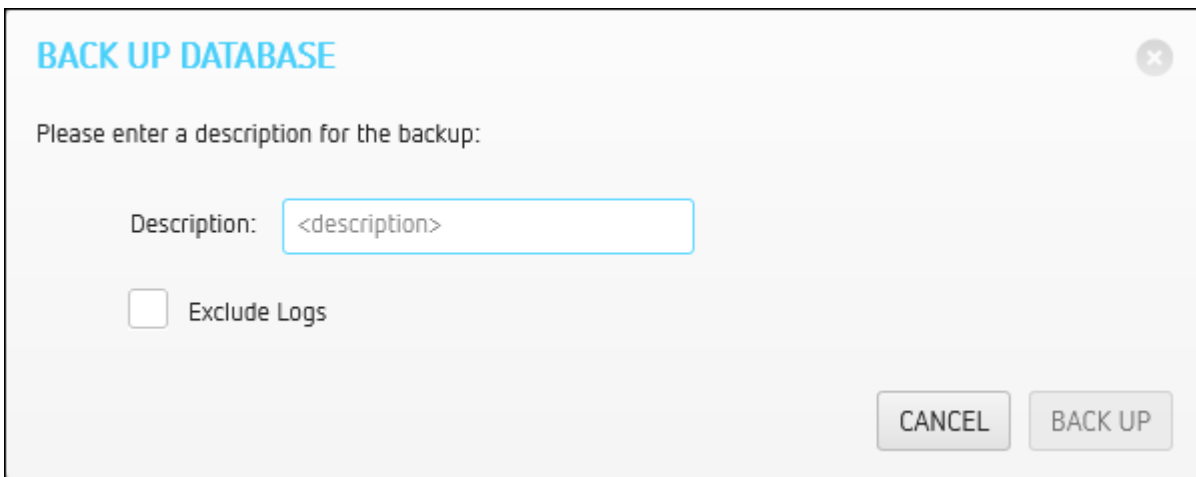 BACK UP DATABASE
Please enter a description for the backup:
Description: <description>
Exclude Logs
CANCEL BACK UP